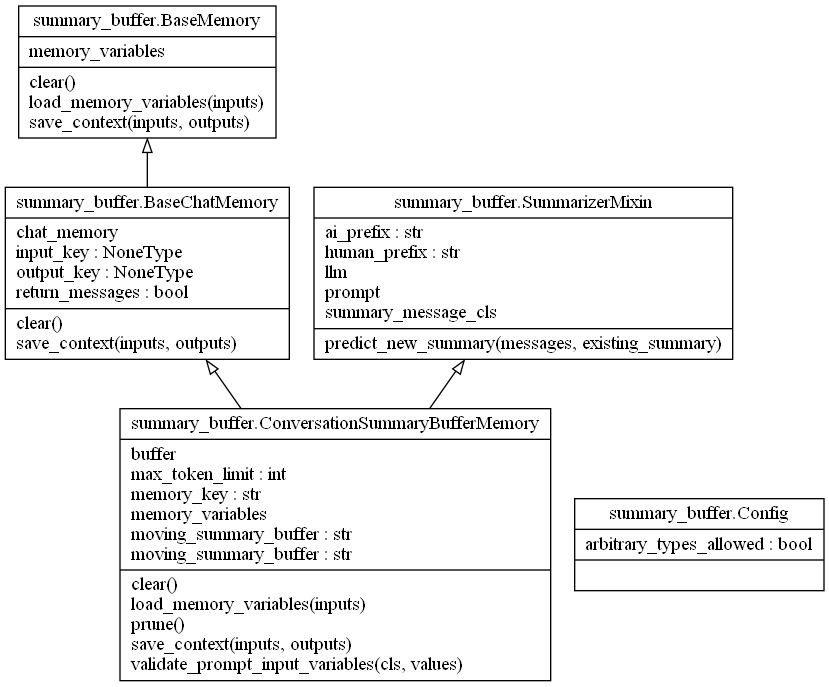 summary_buffer.BaseMemory
memory_variables
clear()
load_memory_variables(inputs)
save_context(inputs, outputs)
summary_buffer.BaseChatMemory
chat_memory
input_key : NoneType
output_key : NoneType
return_messages : bool
clear()
save_context(inputs, outputs)
summary_buffer.SummarizerMixin
ai_prefix : str
human_prefix : str
llm
prompt
summary_message_cls
predict_new_summary(messages, existing_summary)
summary_buffer.ConversationSummaryBufferMemory
buffer
max_token_limit : int
memory_key : str
memory_variables
moving_summary_buffer : str
moving_summary_buffer : str
clear()
load_memory_variables(inputs)
prune()
save_context(inputs, outputs)
validate_prompt_input_variables(cls, values)
summary_buffer.Config
arbitrary_types_allowed : bool